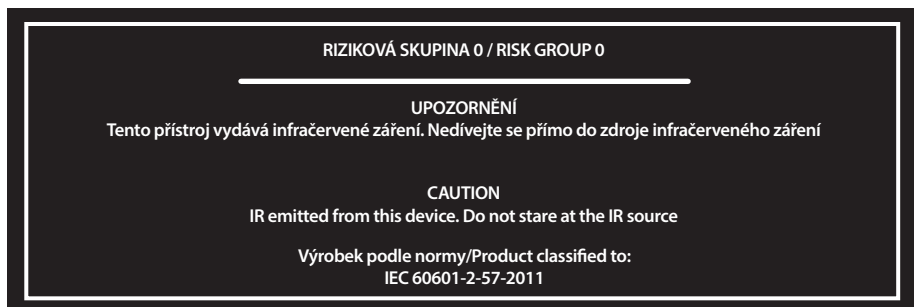 RIZIKOVÁ SKUPINA 0 / RISK GROUP 0
UPOZORNĚNÍ
Tento přístroj vydává infračervené záření. Nedívejte se přímo do zdroje infračerveného záření
CAUTION
IR emitted from this device. Do not stare at the IR source
Výrobek podle normy/Product classified to:
IEC 60601-2-57-2011